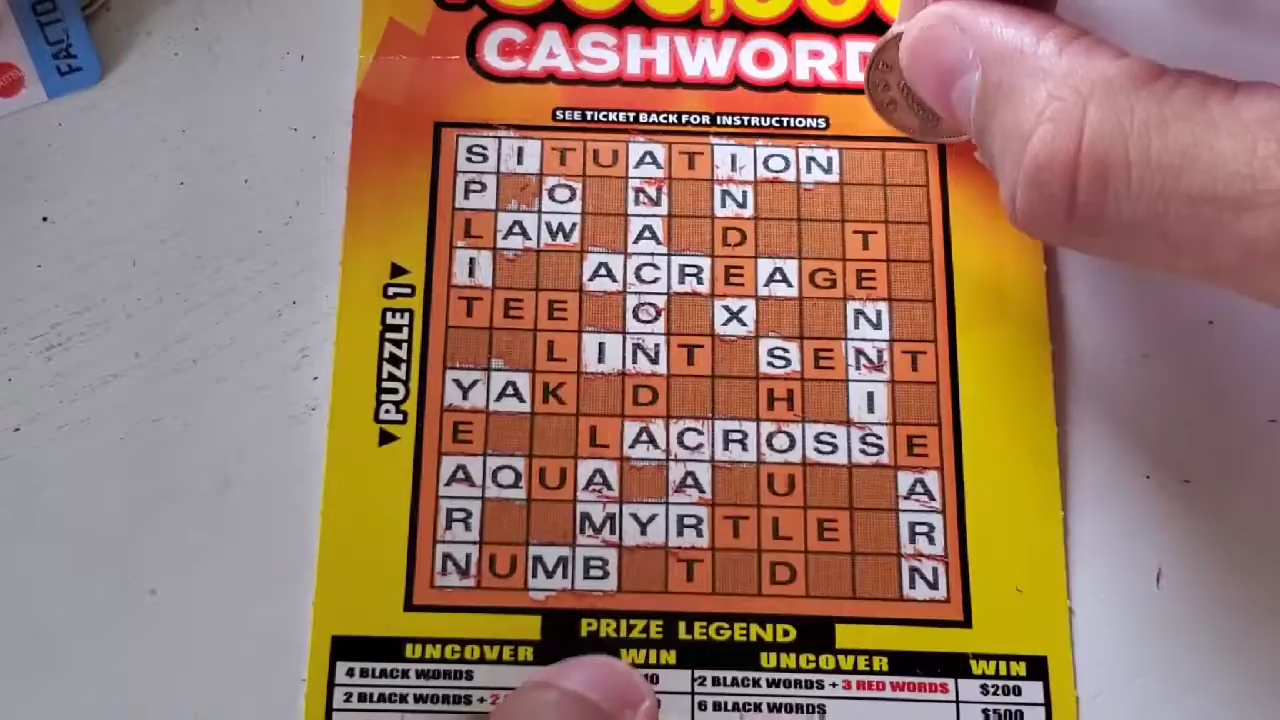 FACTO
CASHWORD
SEE TICKET BACK FOR INSTRUCTIONS
PUZZLE 1
SITUATION
P O N N
LAW A D T
I ACREAGE
TEE O X N
L INT SENT
YAK D H I
E LACROSSE
AQUA A U A
R MYRTLE R
NUMB T D N
PRIZE LEGEND
UNCOVER WIN UNCOVER WIN
4 BLACK WORDS
2 BLACK WORDS + 3 RED WORDS $200
2 BLACK WORDS +
6 BLACK WORDS $500